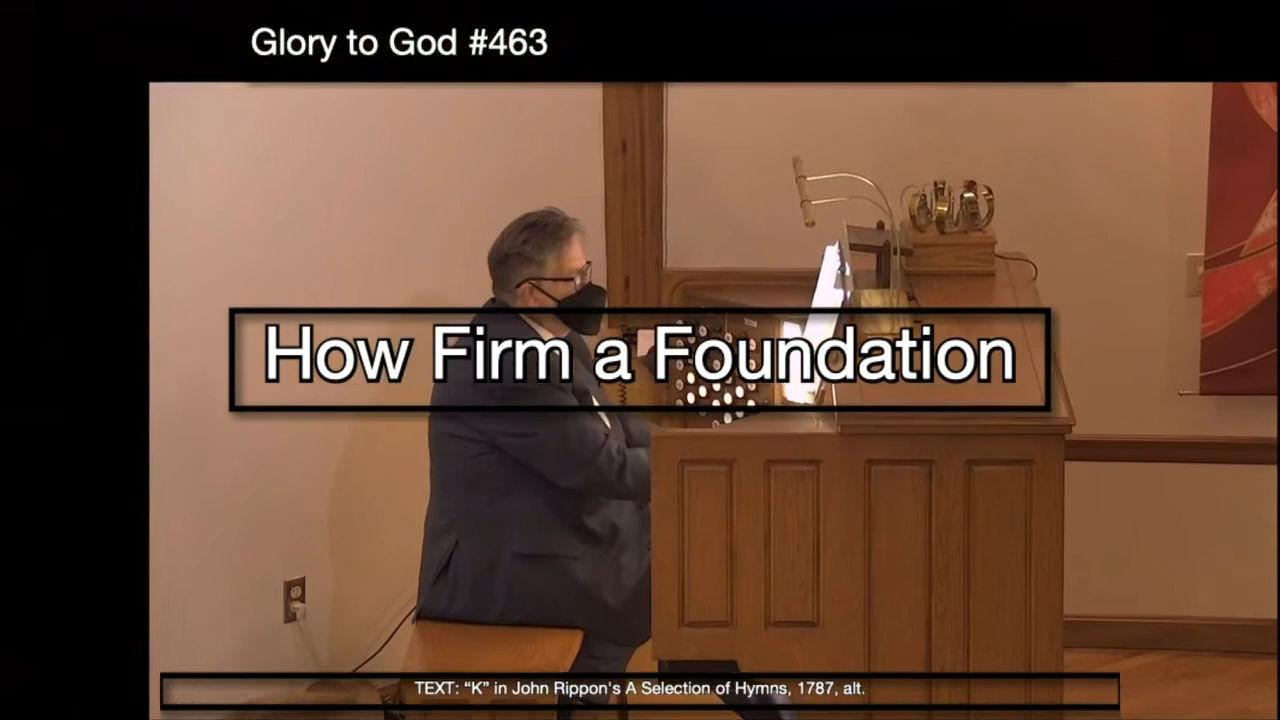 Glory to God #463
How Firm a Foundation
TEXT: “K” in John Rippon's A Selection of Hymns, 1787, alt.